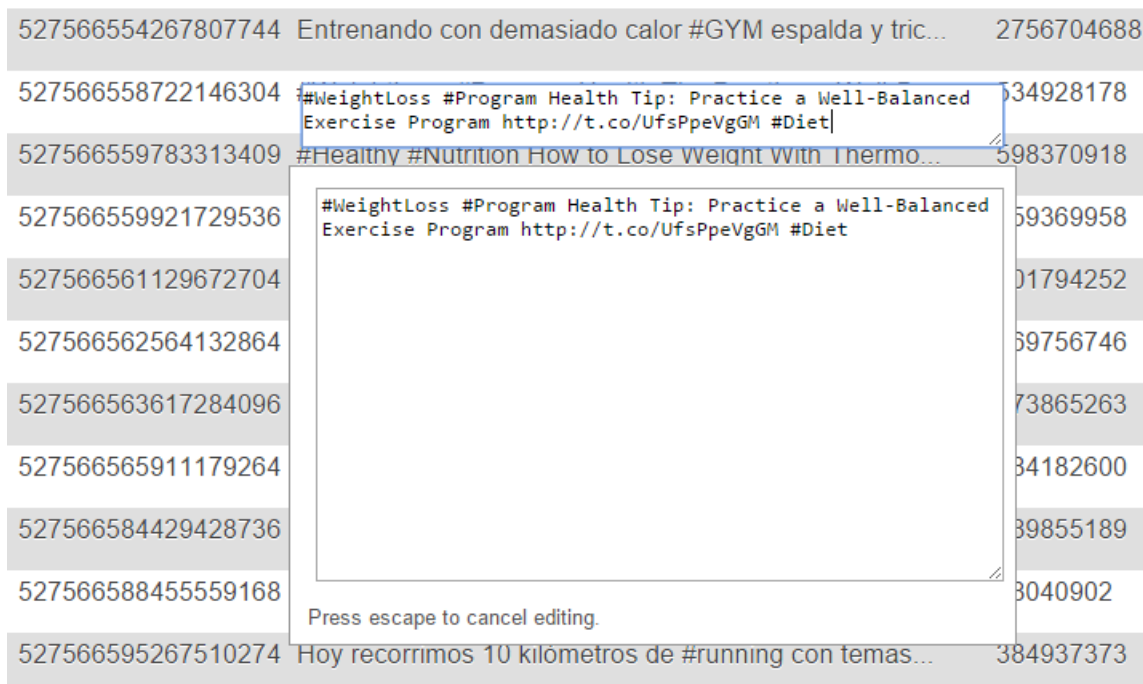 527566554267807744 Entrenando con demasiado calor #GYM espalda y tric... 2756704688
527566558722146304 534928178
#WeightLoss #Program Health Tip: Practice a Well-Balanced
Exercise Program http://t.co/UfsPpeVgGM #Diet
527566559783313409 #Healthy #Nutrition How to Lose Weight With Thermo... 598370918
527566559921729536 59369958
#WeightLoss #Program Health Tip: Practice a Well-Balanced
Exercise Program http://t.co/UfsPpeVgGM #Diet
527566561129672704 01794252
527566562564132864 69756746
527566563617284096 73865263
527566565911179264 34182600
527566584429428736 39855189
527566588455559168 3040902
Press escape to cancel editing.
527566595267510274 Hoy recorrimos 10 kilómetros de #running con temas... 384937373